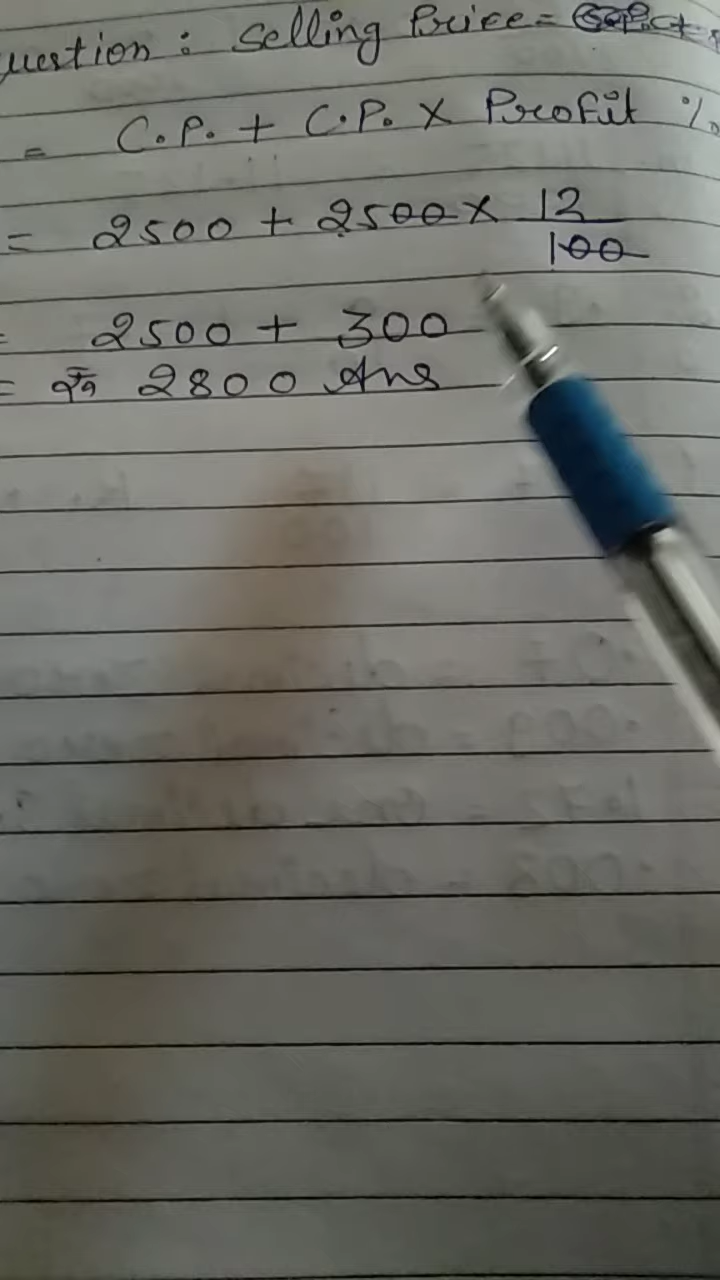 uestion : Selling Price =
= C.P. + C.P. × Profit %
= 2500 + 2500 × 12/100
= 2500 + 300
= रु 2800 Ans